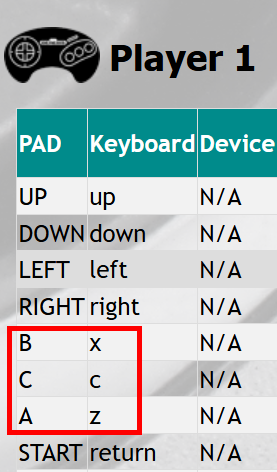 Player 1
PAD Keyboard Device
UP up N/A
DOWN down N/A
LEFT left N/A
RIGHT right N/A
B x N/A
C c N/A
A z N/A
START return N/A